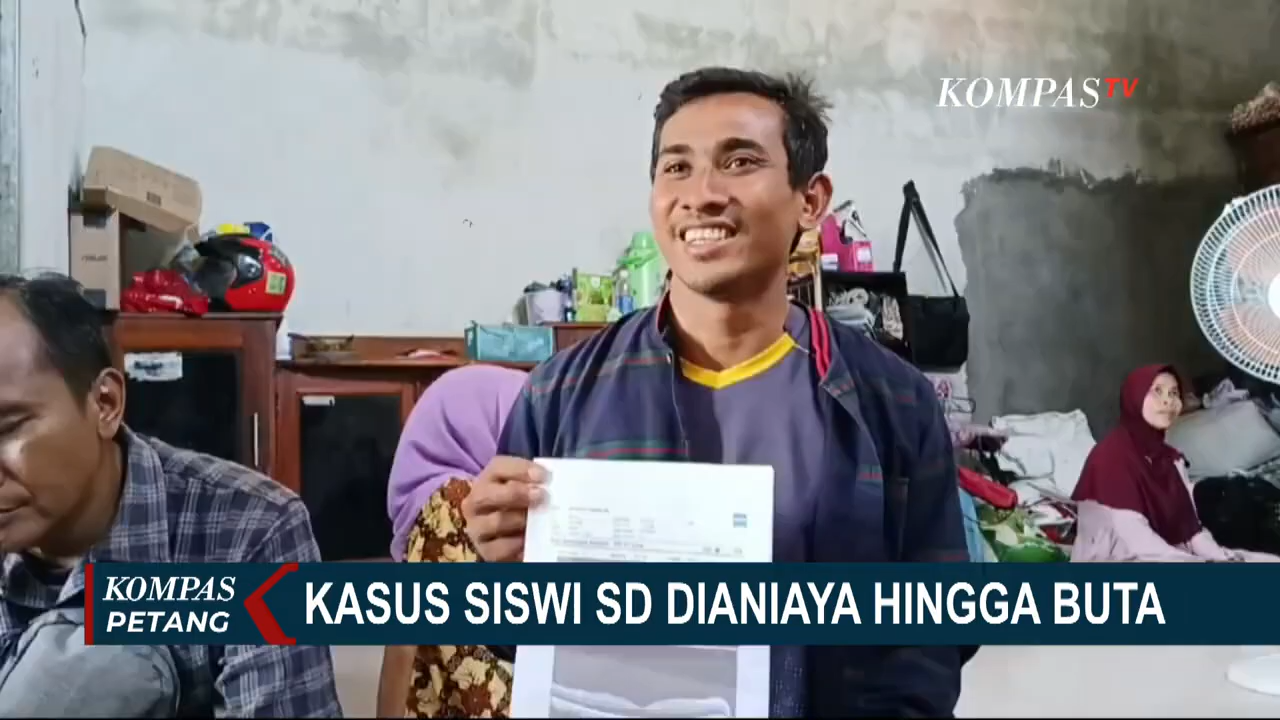 KOMPASTV
KOMPAS
PETANG
KASUS SISWI SD DIANIAYA HINGGA BUTA